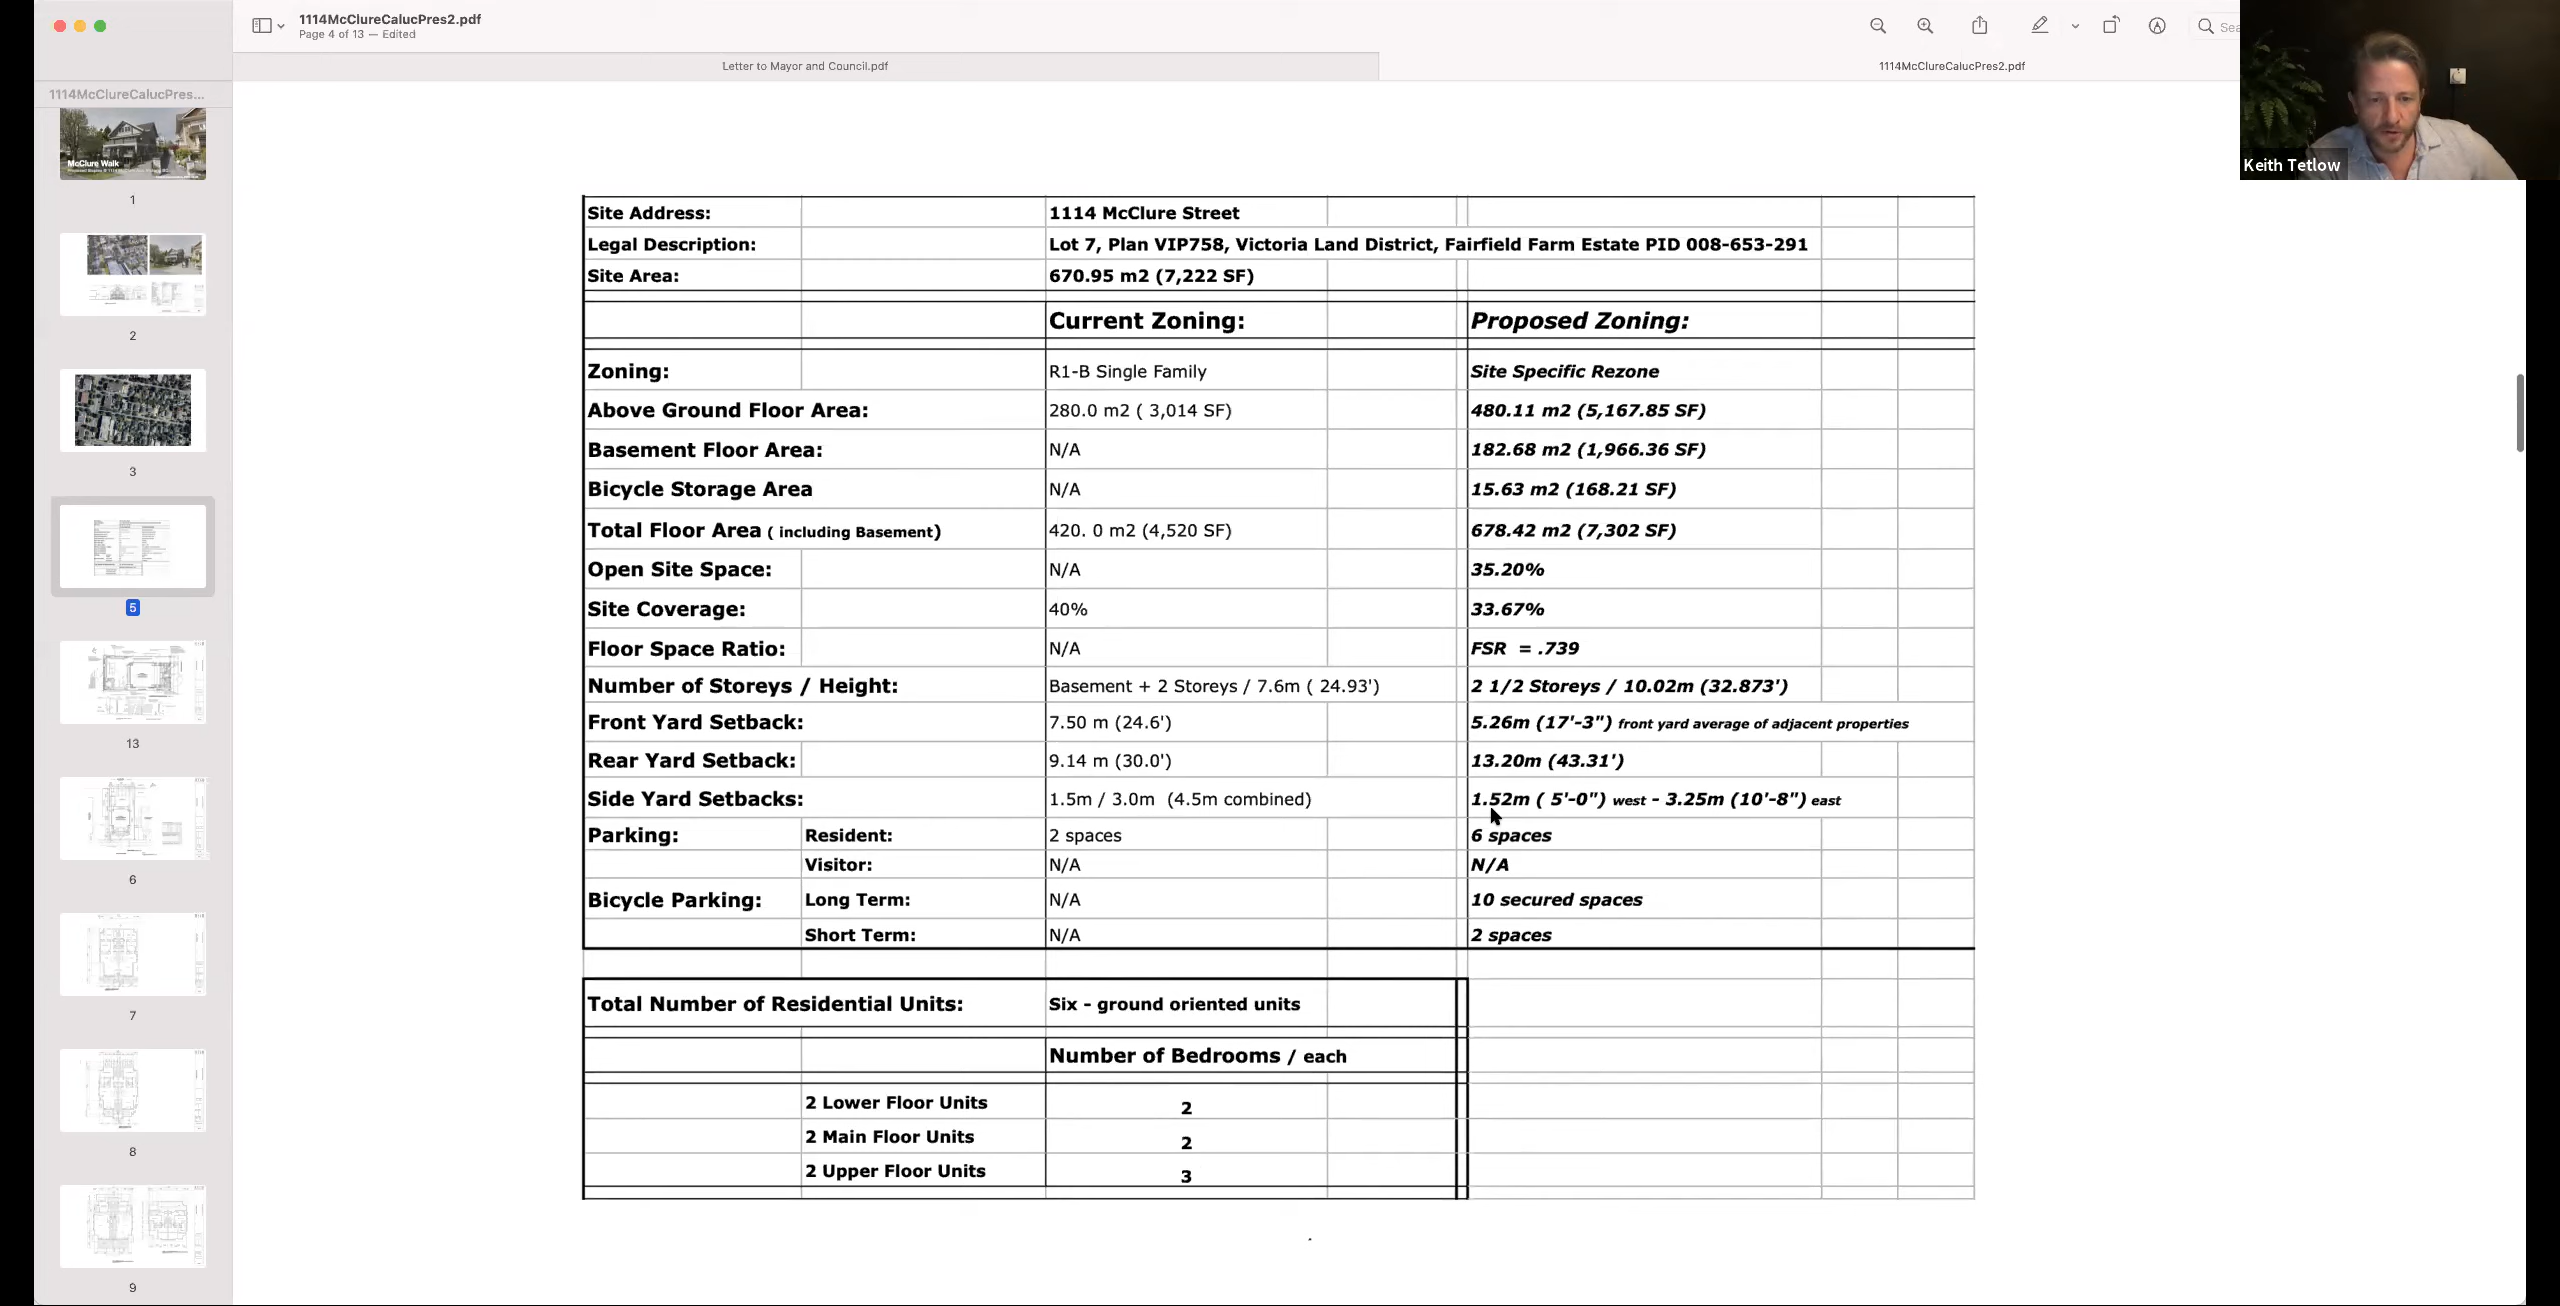 1114McClureCalucPres2.pdf
Page 4 of 13 — Edited
Letter to Mayor and Council.pdf
1114McClureCalucPres2.pdf
1114McClureCalucPres...
Keith Tetlow
McClure Walk
1
2
3
5
13
6
7
8
9
Site Address: 1114 McClure Street
Legal Description: Lot 7, Plan VIP758, Victoria Land District, Fairfield Farm Estate PID 008-653-291
Site Area: 670.95 m2 (7,222 SF)
Current Zoning: Proposed Zoning:
Zoning: R1-B Single Family Site Specific Rezone
Above Ground Floor Area: 280.0 m2 ( 3,014 SF) 480.11 m2 (5,167.85 SF)
Basement Floor Area: N/A 182.68 m2 (1,966.36 SF)
Bicycle Storage Area N/A 15.63 m2 (168.21 SF)
Total Floor Area ( including Basement) 420. 0 m2 (4,520 SF) 678.42 m2 (7,302 SF)
Open Site Space: N/A 35.20%
Site Coverage: 40% 33.67%
Floor Space Ratio: N/A FSR = .739
Number of Storeys / Height: Basement + 2 Storeys / 7.6m ( 24.93') 2 1/2 Storeys / 10.02m (32.873')
Front Yard Setback: 7.50 m (24.6') 5.26m (17'-3") front yard average of adjacent properties
Rear Yard Setback: 9.14 m (30.0') 13.20m (43.31')
Side Yard Setbacks: 1.5m / 3.0m (4.5m combined) 1.52m ( 5'-0") west - 3.25m (10'-8") east
Parking: Resident: 2 spaces 6 spaces
Visitor: N/A N/A
Bicycle Parking: Long Term: N/A 10 secured spaces
Short Term: N/A 2 spaces
Total Number of Residential Units: Six - ground oriented units
Number of Bedrooms / each
2 Lower Floor Units 2
2 Main Floor Units 2
2 Upper Floor Units 3